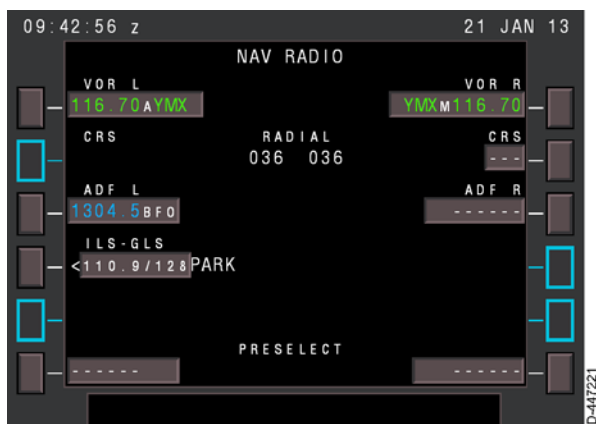 09:42:56 z 21 JAN 13
NAV RADIO
VOR L VOR R
116.70AYMX YMXM116.70
CRS RADIAL CRS
036 036 ---
ADF L ADF R
1304.5BFO ------
ILS-GLS
<110.9/128PARK
PRESELECT
------ ------
D-447221